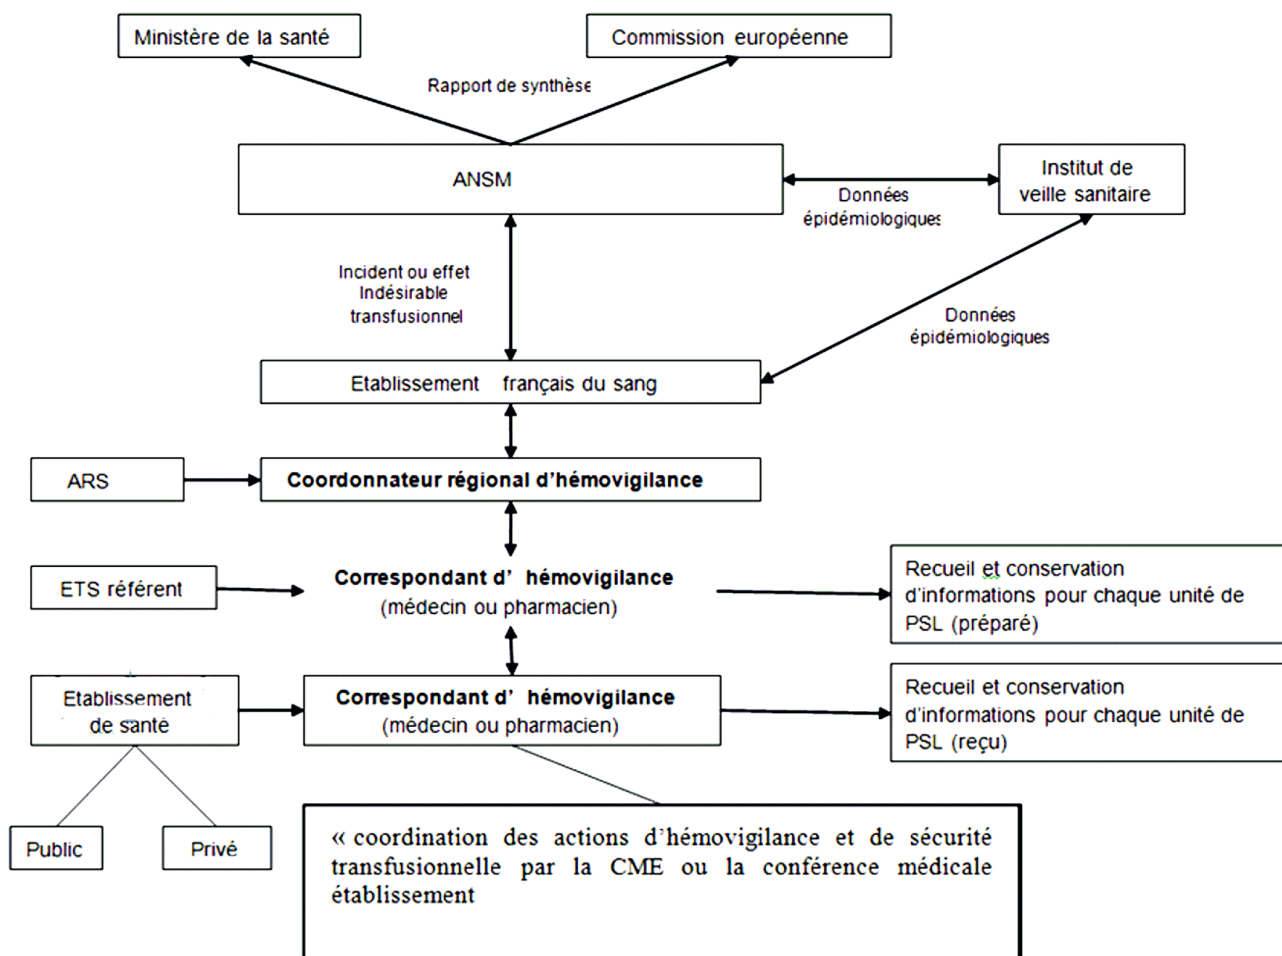 Ministère de la santé
Commission européenne
Rapport de synthèse
ANSM
Institut de
veille sanitaire
Données
épidémiologiques
Incident ou effet
Indésirable
transfusionnel
Données
épidémiologiques
Etablissement français du sang
ARS
Coordonnateur régional d'hémovigilance
ETS référent
Correspondant d' hémovigilance
(médecin ou pharmacien)
Recueil et conservation
d'informations pour chaque unité de
PSL (préparé)
Etablissement
de santé
Correspondant d' hémovigilance
(médecin ou pharmacien)
Recueil et conservation
d'informations pour chaque unité de
PSL (reçu)
Public
Privé
« coordination des actions d'hémovigilance et de sécurité
transfusionnelle par la CME ou la conférence médicale
établissement